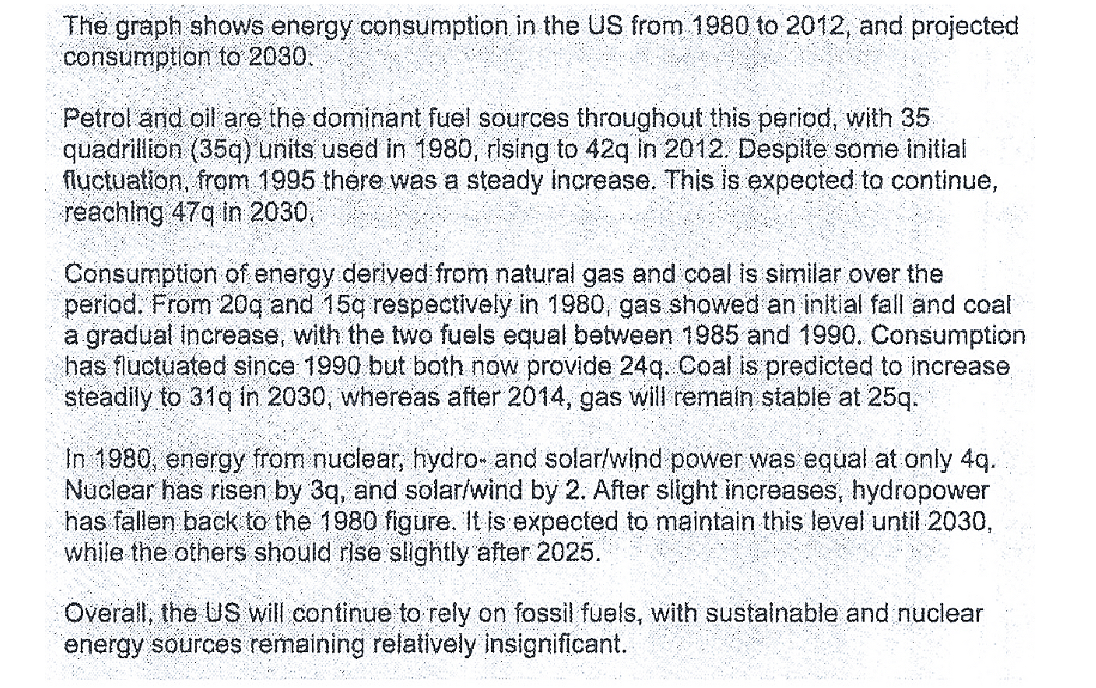 The graph shows energy consumption in the US from 1980 to 2012, and projected
consumption to 2030.
Petrol and oil are the dominant fuel sources throughout this period, with 35
quadrillion (35q) units used in 1980, rising to 42q in 2012. Despite some initial
fluctuation, from 1995 there was a steady increase. This is expected to continue,
reaching 47q in 2030.
Consumption of energy derived from natural gas and coal is similar over the
period. From 20q and 15q respectively in 1980, gas showed an initial fall and coal
a gradual increase, with the two fuels equal between 1985 and 1990. Consumption
has fluctuated since 1990 but both now provide 24q. Coal is predicted to increase
steadily to 31q in 2030, whereas after 2014, gas will remain stable at 25q.
In 1980, energy from nuclear, hydro- and solar/wind power was equal at only 4q.
Nuclear has risen by 3q, and solar/wind by 2. After slight increases, hydropower
has fallen back to the 1980 figure. It is expected to maintain this level until 2030,
while the others should rise slightly after 2025.
Overall, the US will continue to rely on fossil fuels, with sustainable and nuclear
energy sources remaining relatively insignificant.